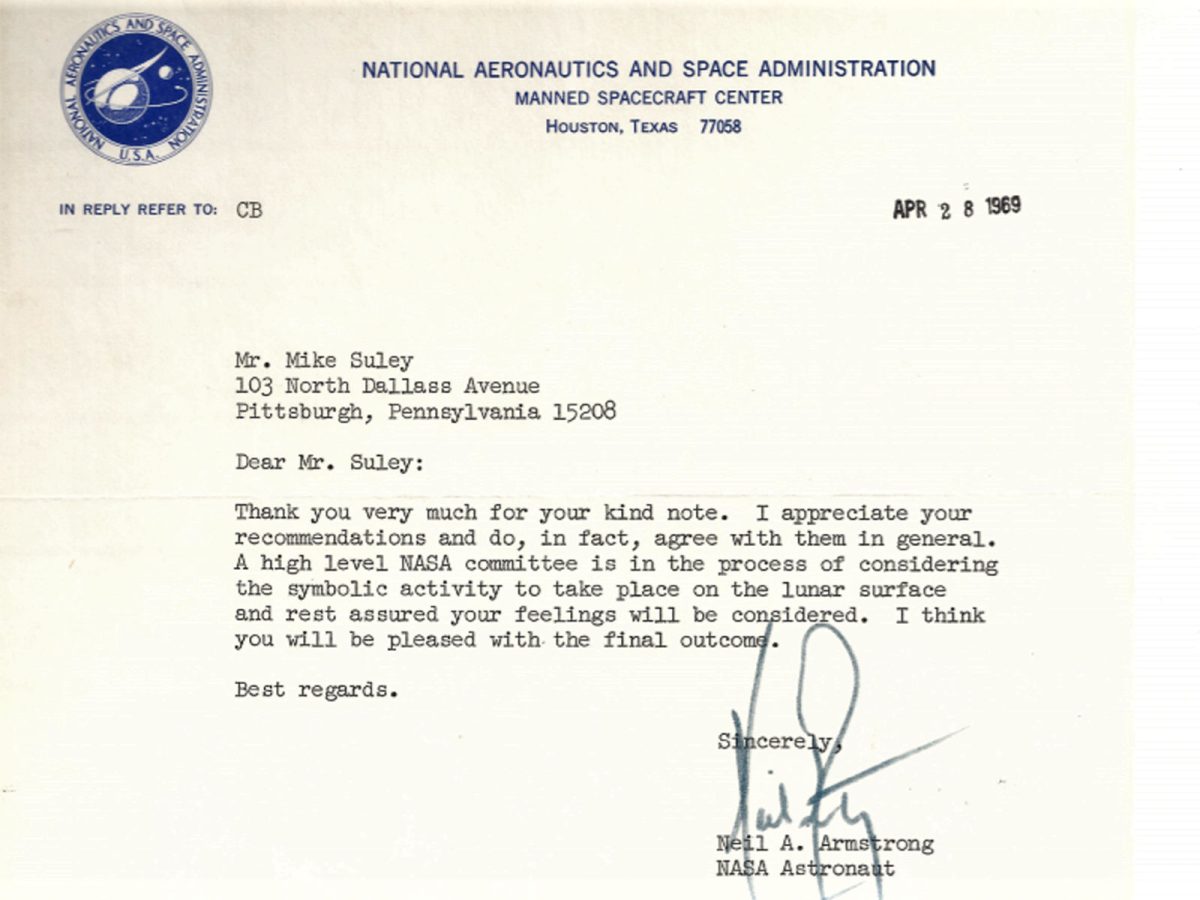 NATIONAL AERONAUTICS AND SPACE ADMINISTRATION
U.S.A.
NATIONAL AERONAUTICS AND SPACE ADMINISTRATION
MANNED SPACECRAFT CENTER
HOUSTON, TEXAS 77058
IN REPLY REFER TO: CB
APR 28 1969
Mr. Mike Suley
103 North Dallass Avenue
Pittsburgh, Pennsylvania 15208
Dear Mr. Suley:
Thank you very much for your kind note. I appreciate your
recommendations and do, in fact, agree with them in general.
A high level NASA committee is in the process of considering
the symbolic activity to take place on the lunar surface
and rest assured your feelings will be considered. I think
you will be pleased with the final outcome.
Best regards.
Sincerely,
Neil A. Armstrong
NASA Astronaut